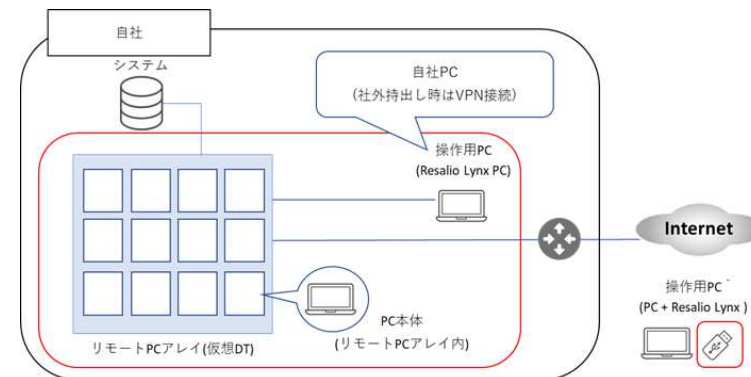 自社
システム
自社PC
(社外持出し時はVPN接続)
操作用PC
(Resalio Lynx PC)
Internet
操作用PC
(PC + Resalio Lynx )
PC本体
(リモートPCアレイ内)
リモートPCアレイ(仮想DT)